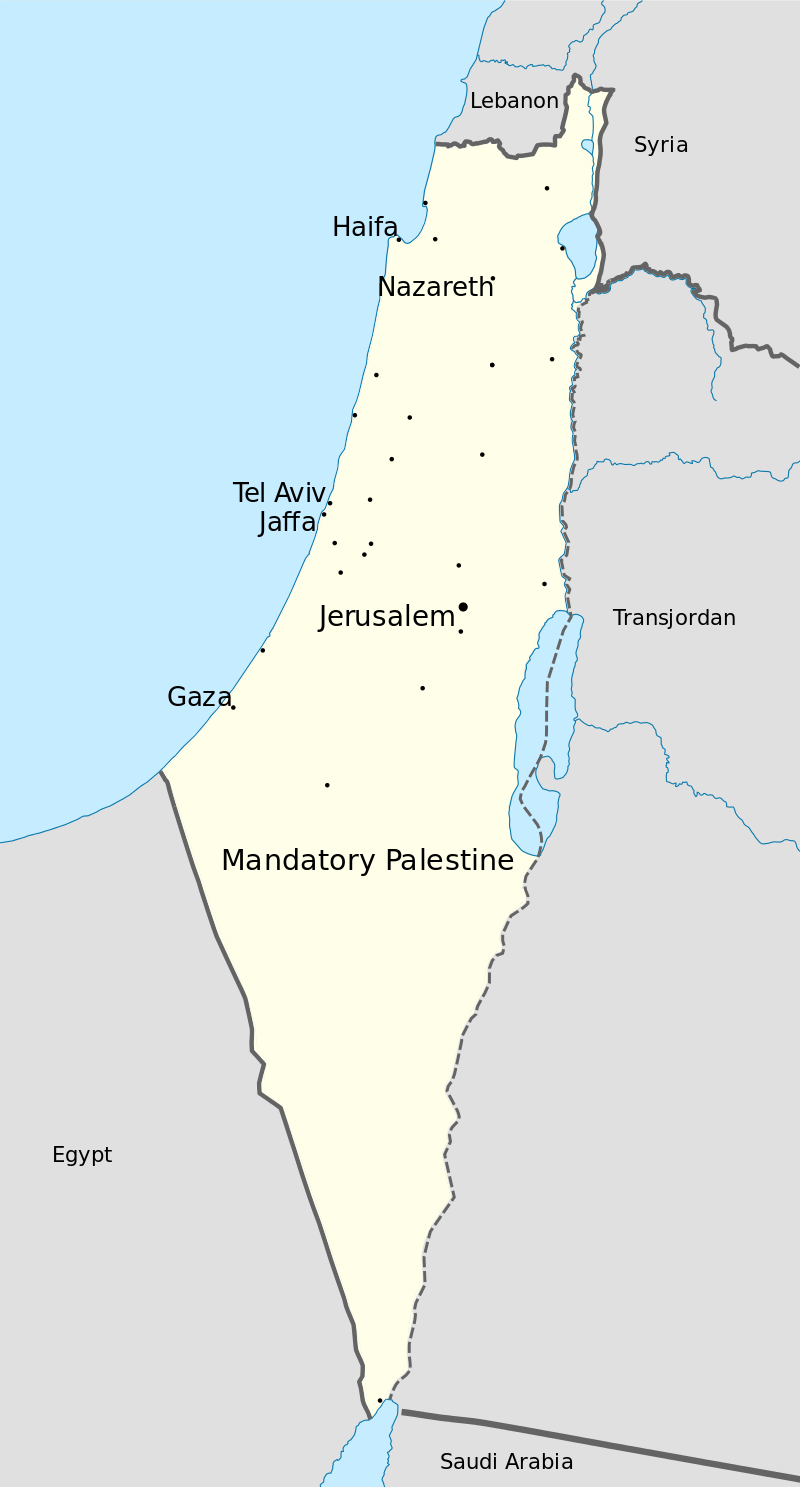 Lebanon
Syria
Haifa
Nazareth
Tel Aviv
Jaffa
Jerusalem
Transjordan
Gaza
Mandatory Palestine
Egypt
Saudi Arabia